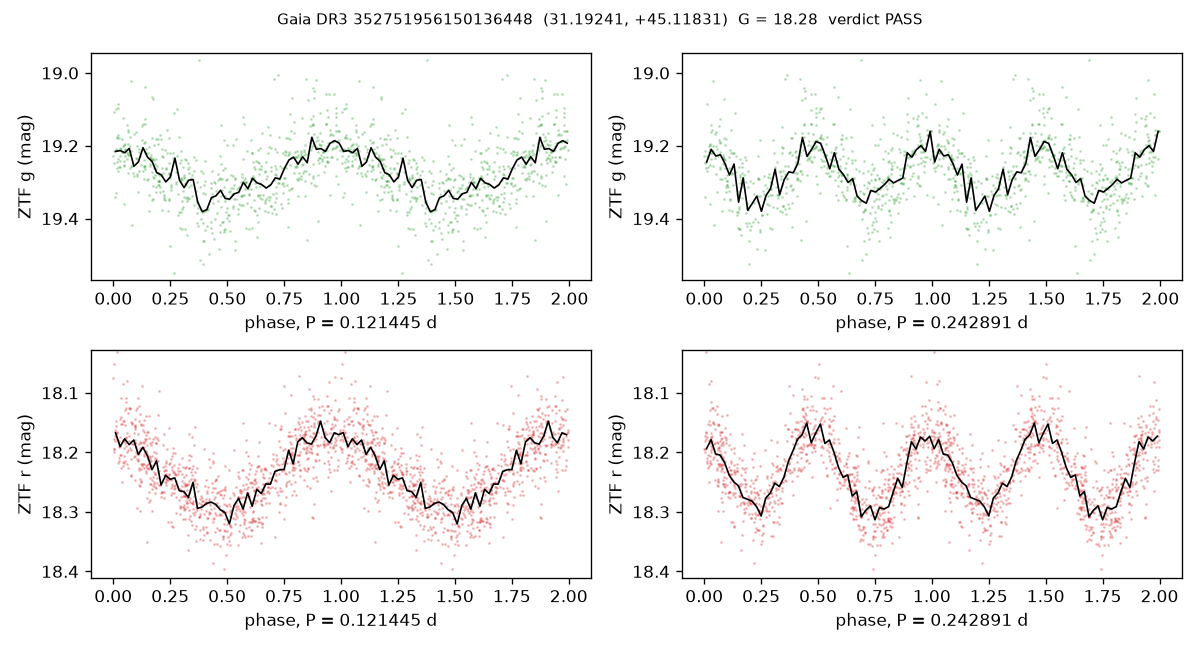 Gaia DR3 352751956150136448  (31.19241, +45.11831)  G = 18.28  verdict PASS
ZTF g (mag)
19.0
19.2
19.4
0.00 0.25 0.50 0.75 1.00 1.25 1.50 1.75 2.00
phase, P = 0.121445 d
ZTF g (mag)
19.0
19.2
19.4
0.00 0.25 0.50 0.75 1.00 1.25 1.50 1.75 2.00
phase, P = 0.242891 d
ZTF r (mag)
18.1
18.2
18.3
18.4
0.00 0.25 0.50 0.75 1.00 1.25 1.50 1.75 2.00
phase, P = 0.121445 d
ZTF r (mag)
18.1
18.2
18.3
18.4
0.00 0.25 0.50 0.75 1.00 1.25 1.50 1.75 2.00
phase, P = 0.242891 d